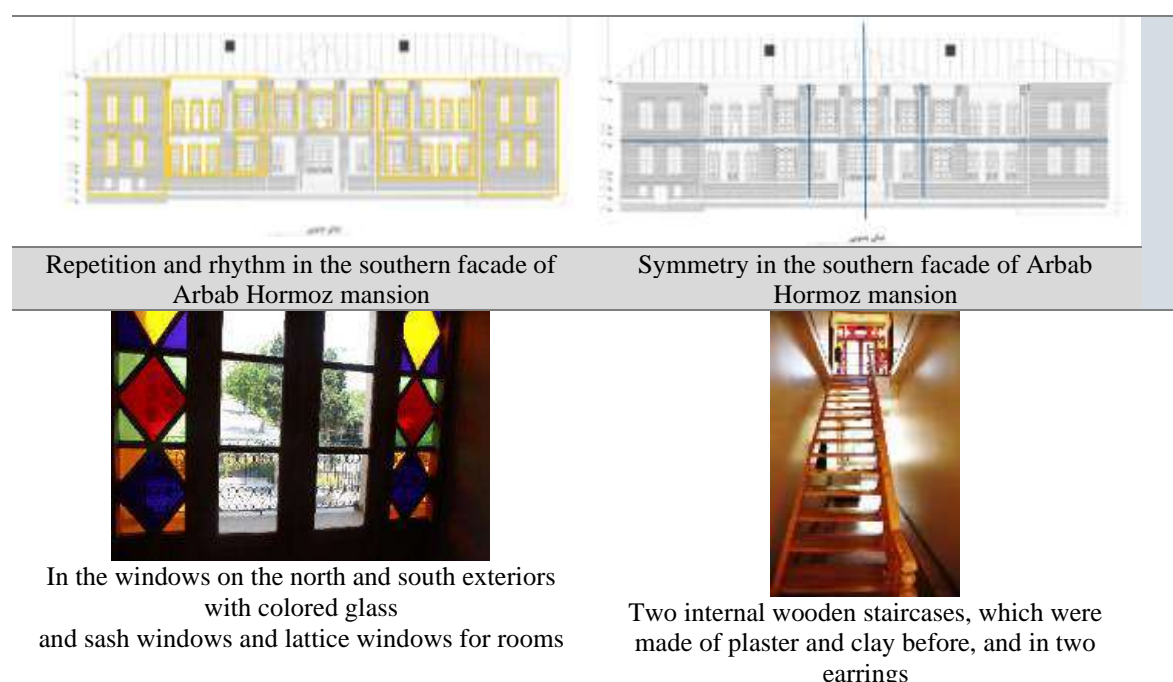 Repetition and rhythm in the southern facade of
Arbab Hormoz mansion
Symmetry in the southern facade of Arbab
Hormoz mansion
In the windows on the north and south exteriors
with colored glass
and sash windows and lattice windows for rooms
Two internal wooden staircases, which were
made of plaster and clay before, and in two
earrings